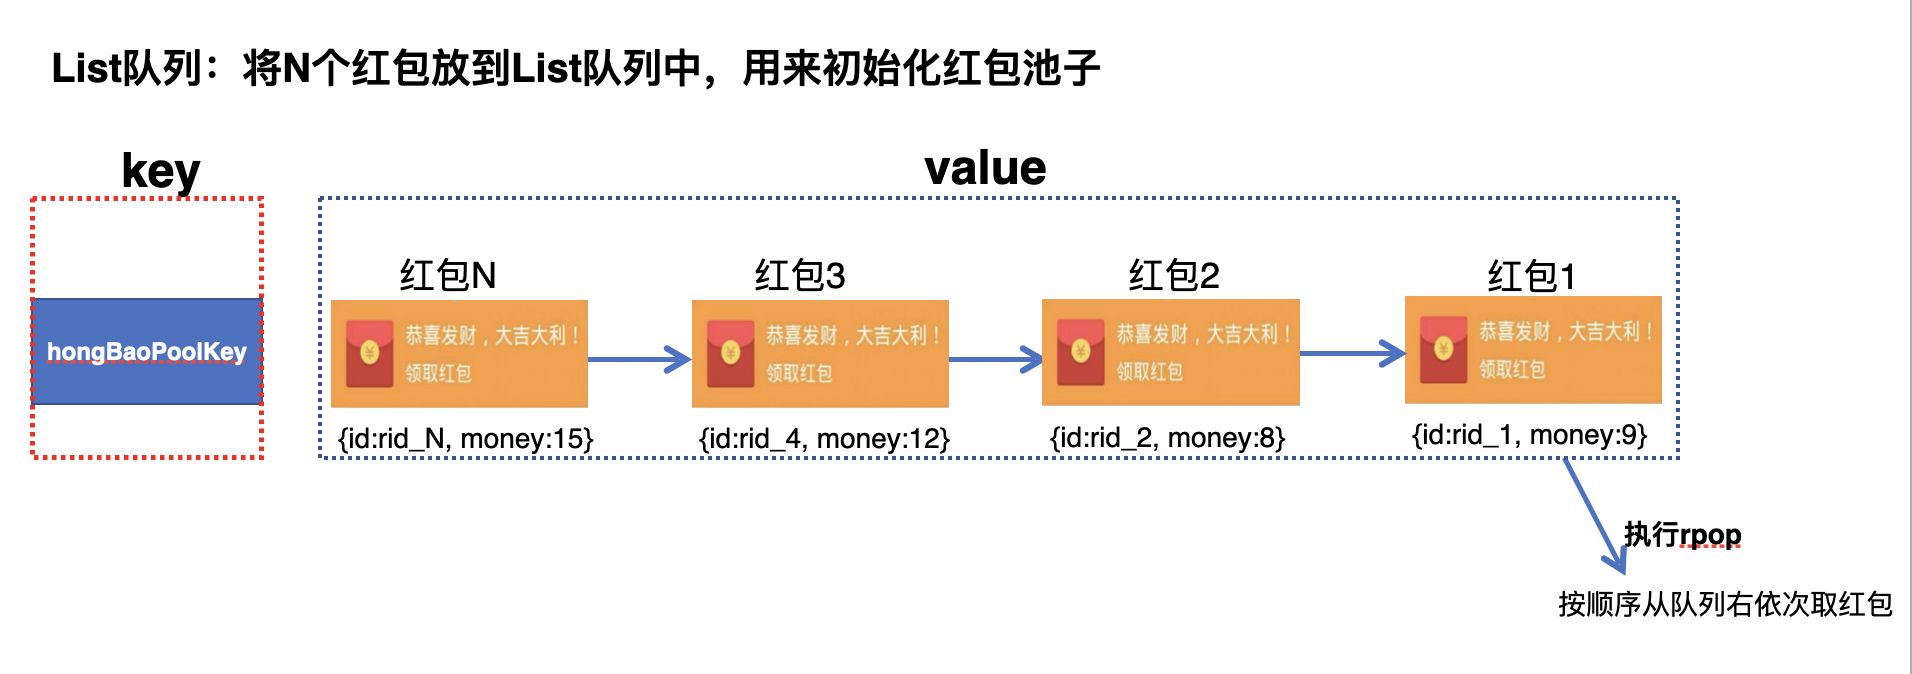 List队列：将N个红包放到List队列中，用来初始化红包池子
key
value
红包N
红包3
红包2
红包1
hongBaoPoolKey
恭喜发财，大吉大利！
领取红包
恭喜发财，大吉大利！
领取红包
恭喜发财，大吉大利！
领取红包
恭喜发财，大吉大利！
领取红包
¥
¥
¥
¥
{id:rid_N, money:15}
{id:rid_4, money:12}
{id:rid_2, money:8}
{id:rid_1, money:9}
执行rpop
按顺序从队列右依次取红包